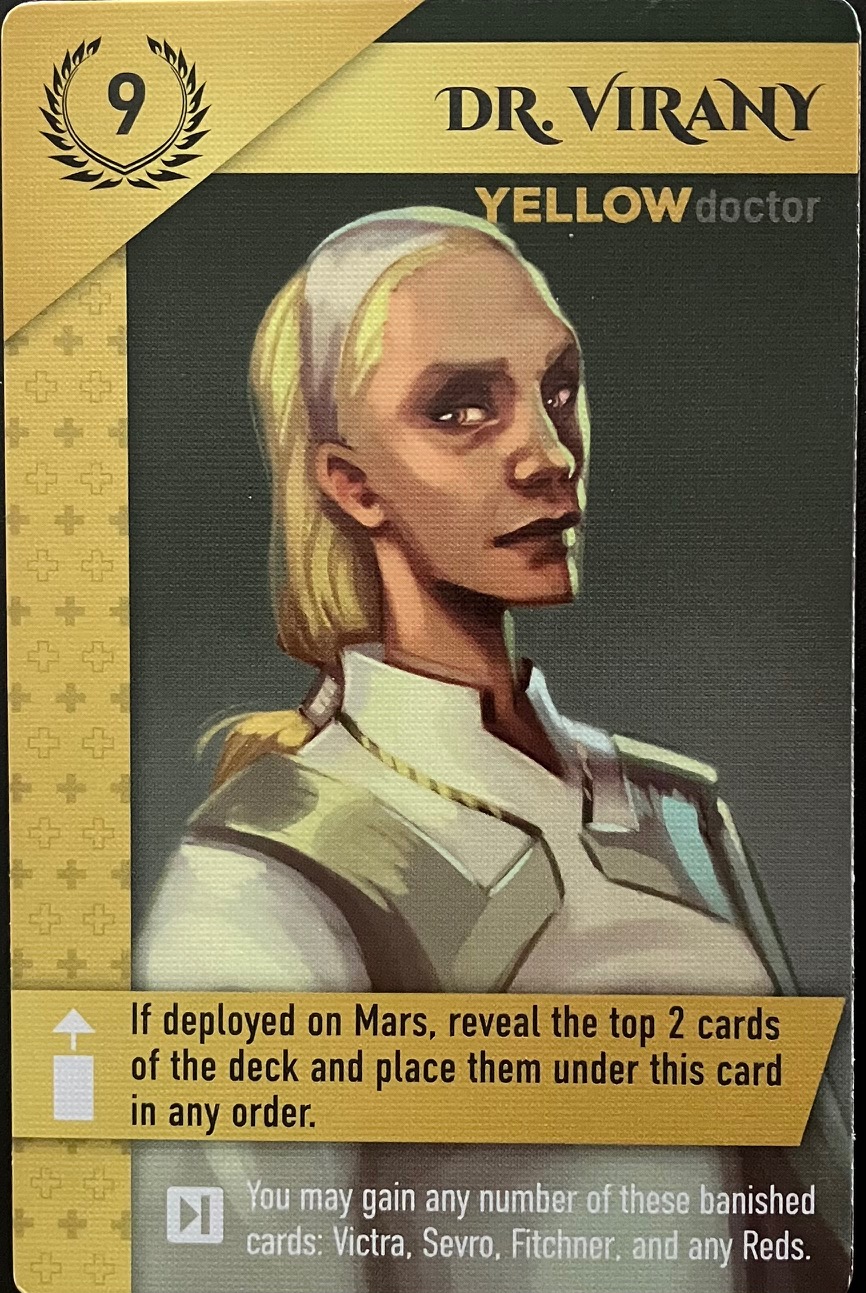 9
DR. VIRANY
YELLOWdoctor
If deployed on Mars, reveal the top 2 cards
of the deck and place them under this card
in any order.
You may gain any number of these banished
cards: Victra, Sevro, Fitchner, and any Reds.